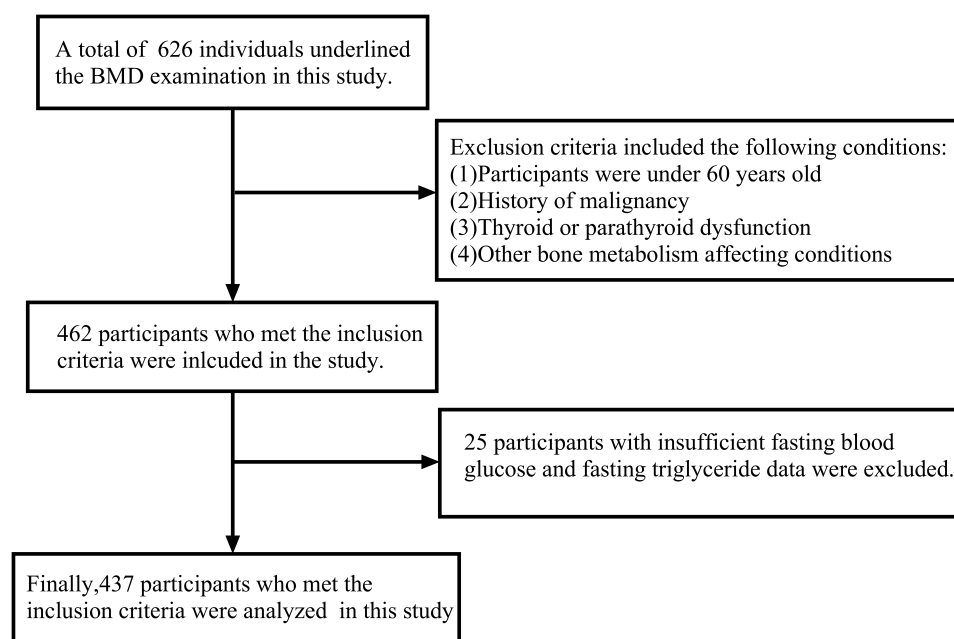 A total of  626 individuals underlined
the BMD examination in this study.
Exclusion criteria included the following conditions:
(1)Participants were under 60 years old
(2)History of malignancy
(3)Thyroid or parathyroid dysfunction
(4)Other bone metabolism affecting conditions
462 participants who met the inclusion
criteria were inlcuded in the study.
25 participants with insufficient fasting blood
glucose and fasting triglyceride data were excluded.
Finally,437 participants who met the
inclusion criteria were analyzed  in this study